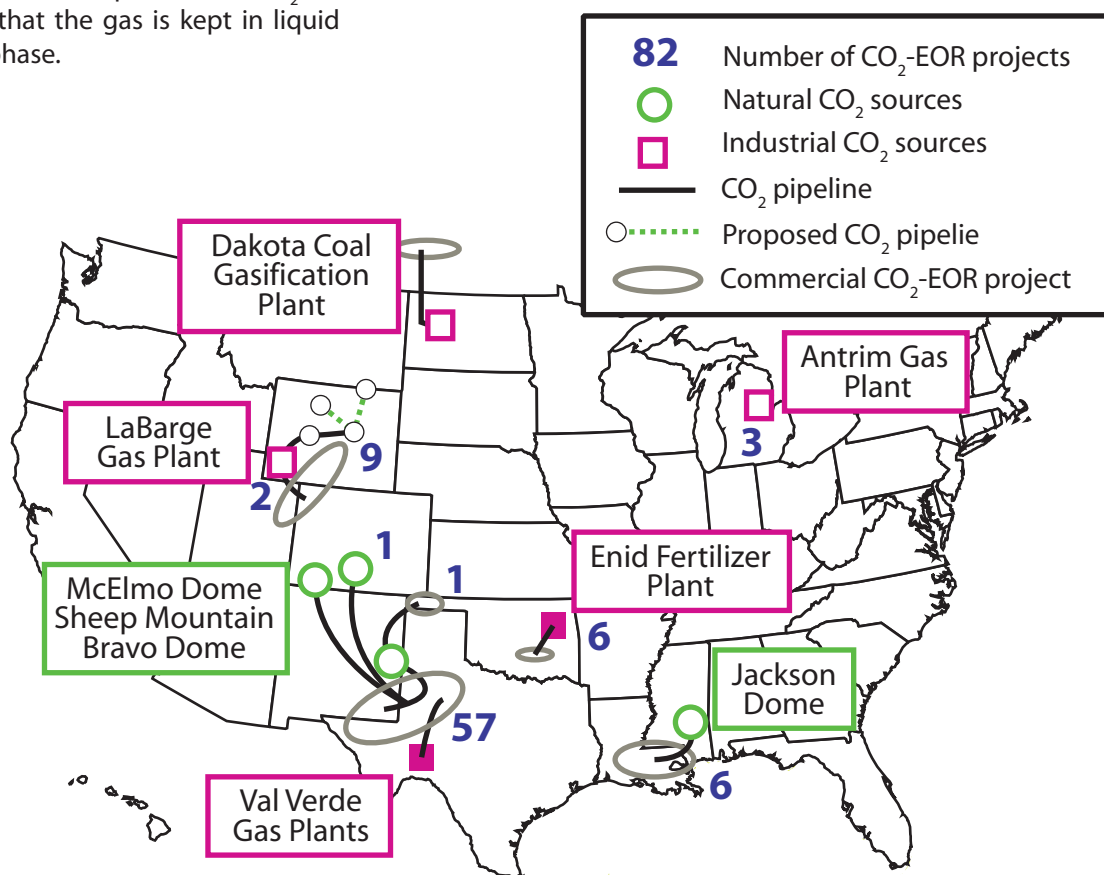 that the gas is kept in liquid
phase.
82 Number of CO2-EOR projects
Natural CO2 sources
Industrial CO2 sources
CO2 pipeline
Proposed CO2 pipelie
Commercial CO2-EOR project
Dakota Coal
Gasification
Plant
Antrim Gas
Plant
3
LaBarge
Gas Plant
9
2
Enid Fertilizer
Plant
6
1
1
McElmo Dome
Sheep Mountain
Bravo Dome
Jackson
Dome
57
6
Val Verde
Gas Plants